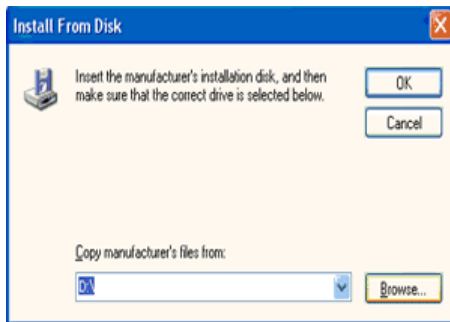 Install From Disk
Insert the manufacturer's installation disk, and then
make sure that the correct drive is selected below.
OK
Cancel
Copy manufacturer's files from:
D:\
Browse...